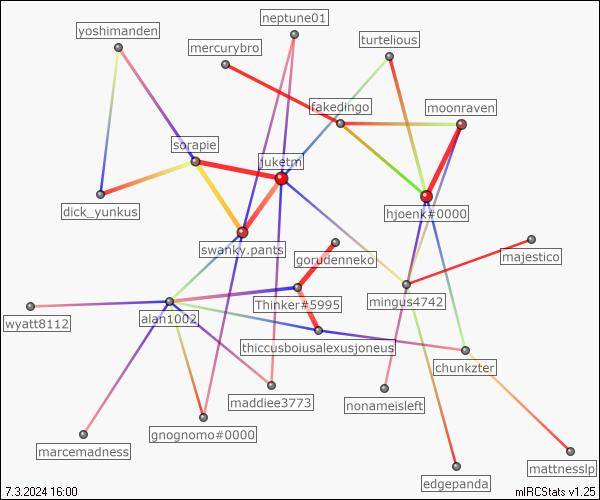 neptune01
yoshimanden
turtelious
mercurybro
fakedingo
moonraven
sorapie
juketm
dick_yunkus
hjoenk#0000
swanky.pants
majestico
gorudenneko
Thinker#5995
mingus4742
alan1002
wyatt8112
thiccusboiusalexusjoneus
chunkzter
maddiee3773
nonameisleft
gnognomo#0000
marcemadness
mattnesslp
edgepanda
7.3.2024 16:00
mIRCStats v1.25